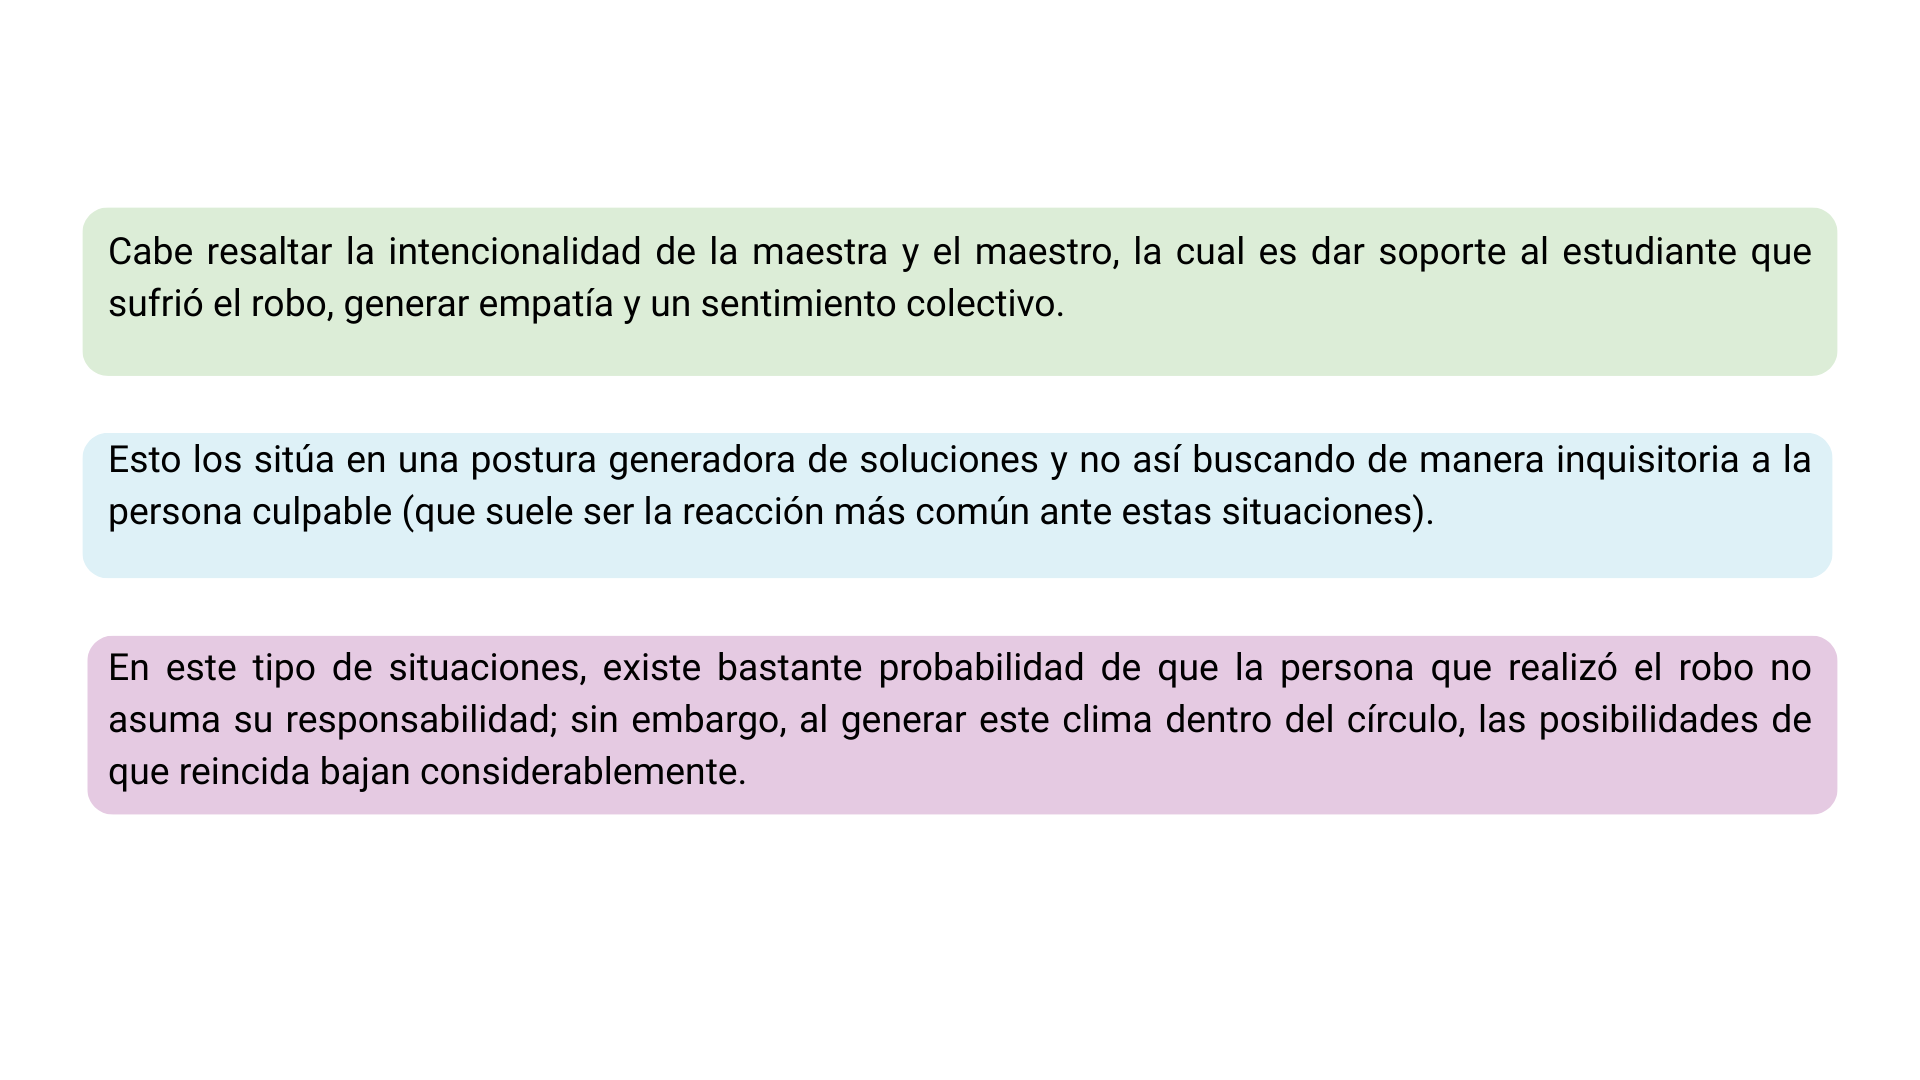 Cabe resaltar la intencionalidad de la maestra y el maestro, la cual es dar soporte al estudiante que
sufrió el robo, generar empatía y un sentimiento colectivo.
Esto los sitúa en una postura generadora de soluciones y no así buscando de manera inquisitoria a la
persona culpable (que suele ser la reacción más común ante estas situaciones).
En este tipo de situaciones, existe bastante probabilidad de que la persona que realizó el robo no
asuma su responsabilidad; sin embargo, al generar este clima dentro del círculo, las posibilidades de
que reincida bajan considerablemente.